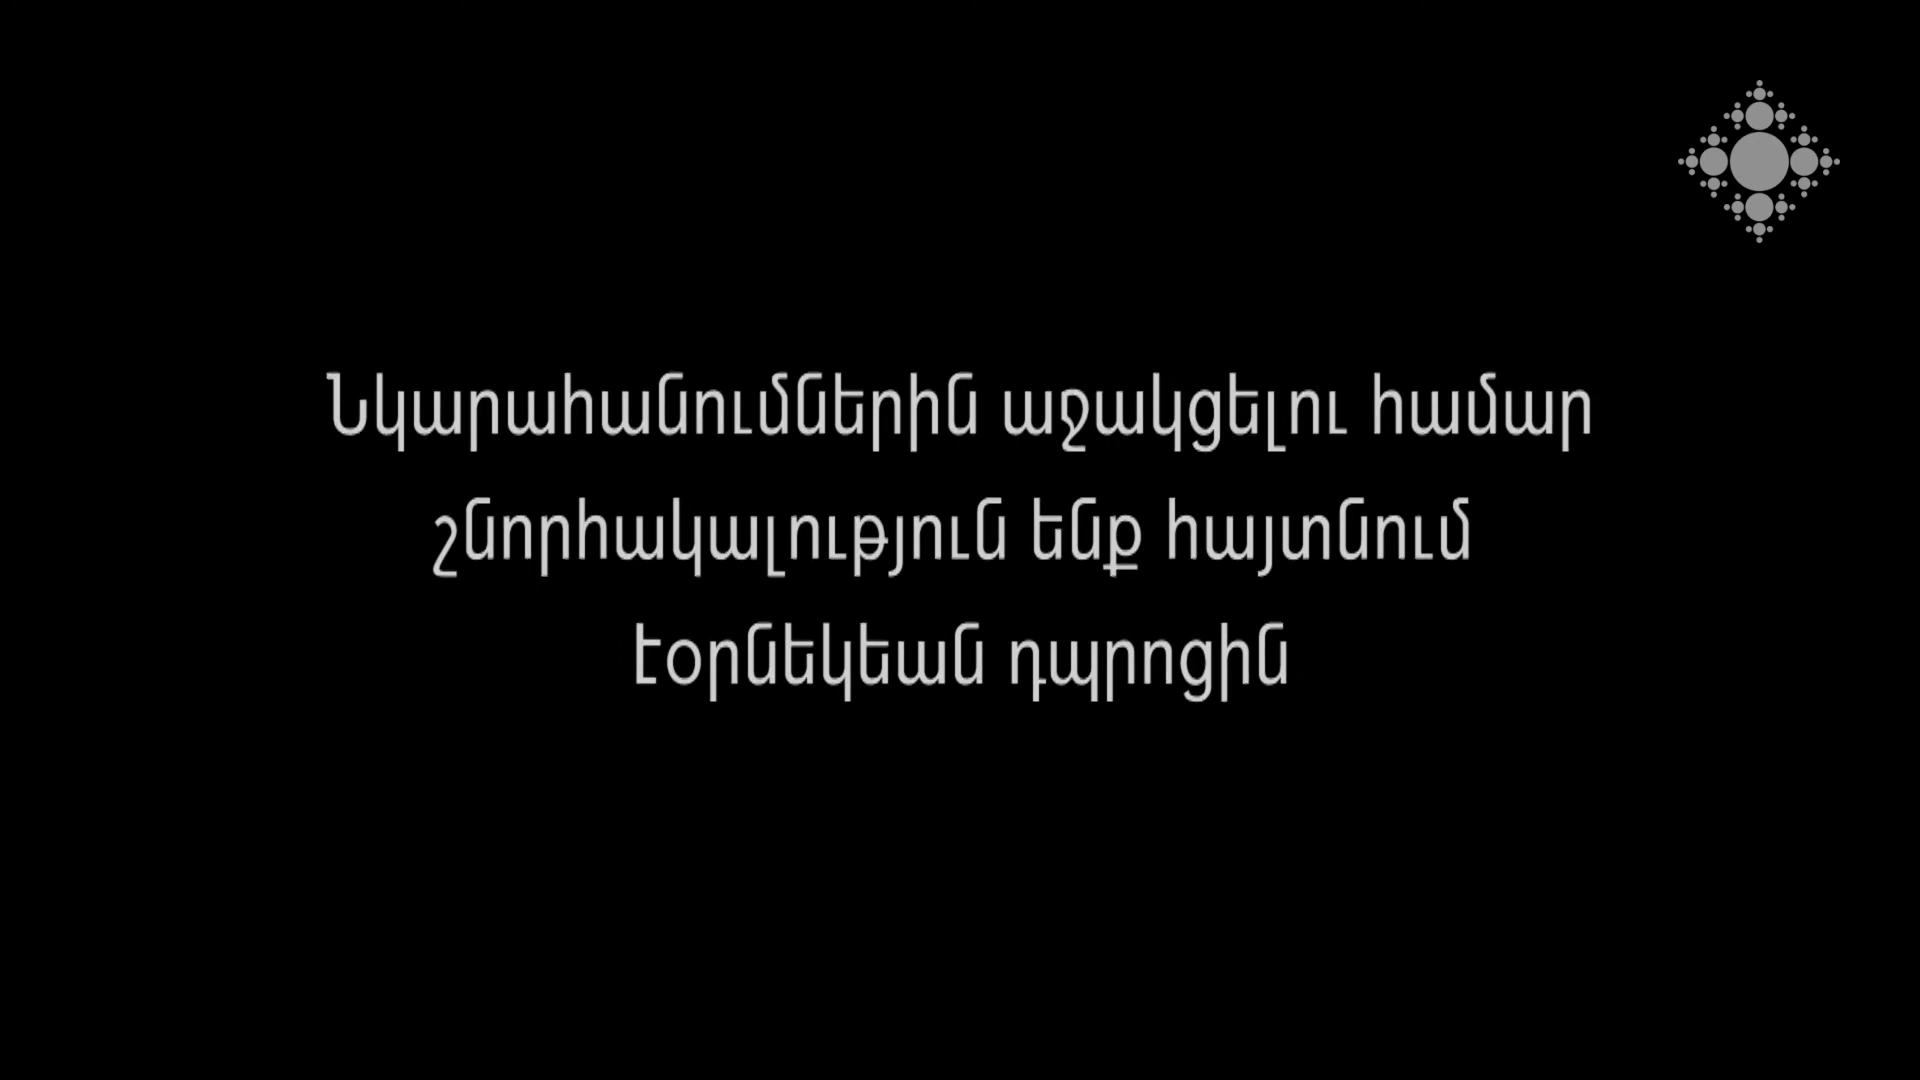 Նկարահանումներին աջակցելու համար
շնորհակալություն ենք հայտնում
էօրնեկեան դպրոցին